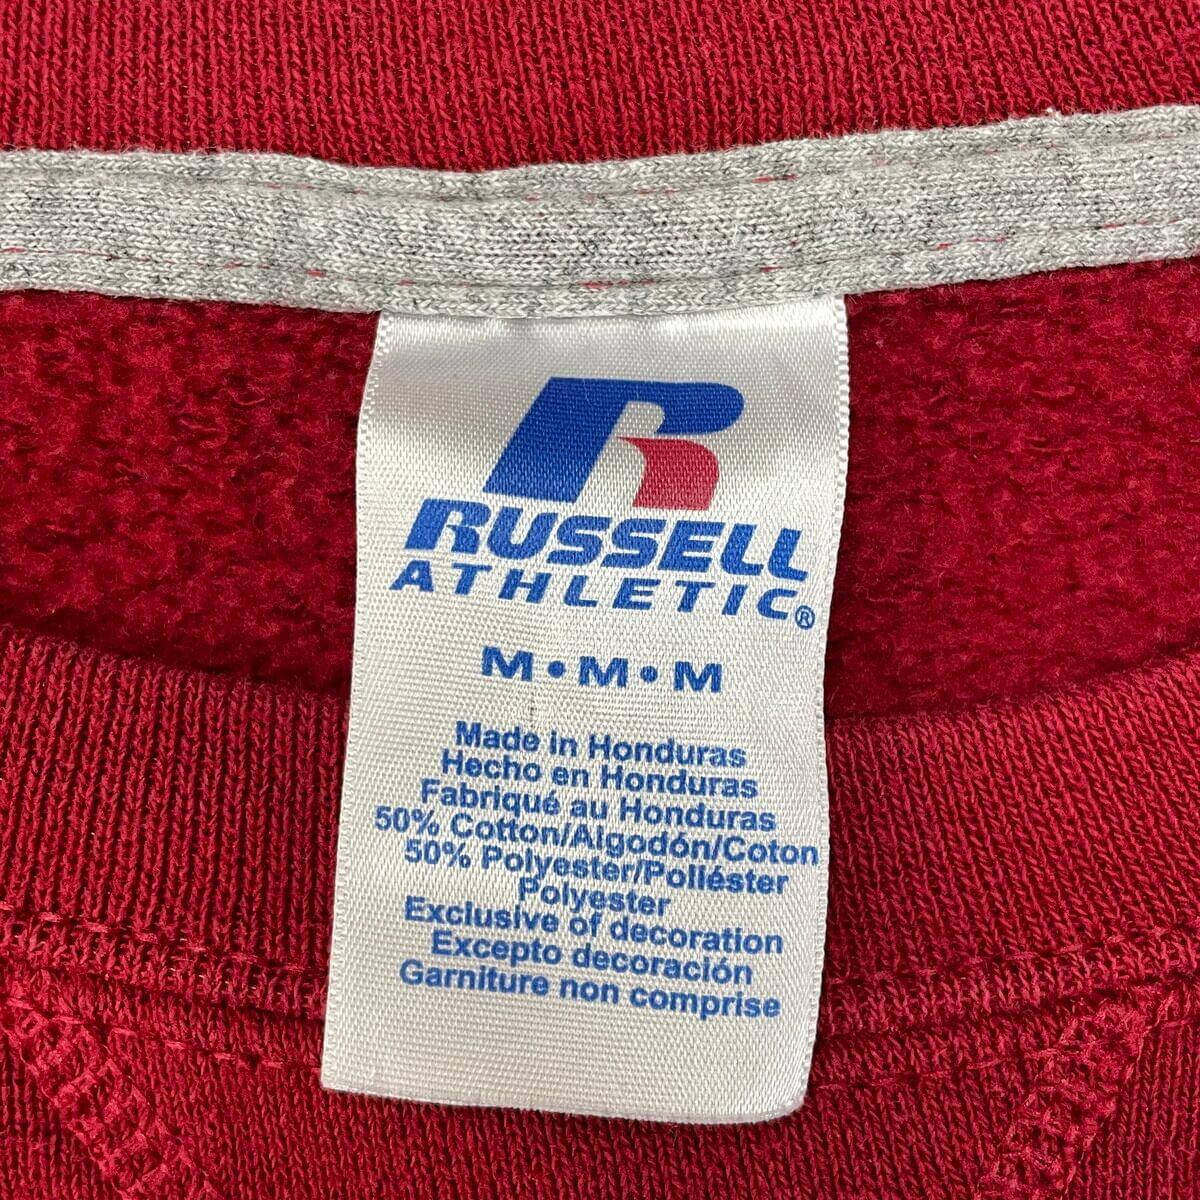 R
RUSSELL
ATHLETIC®
M • M • M
Made in Honduras
Hecho en Honduras
Fabriqué au Honduras
50% Cotton/Algodón/Coton
50% Polyester/Poliéster
Polyester
Exclusive of decoration
Excepto decoración
Garniture non comprise